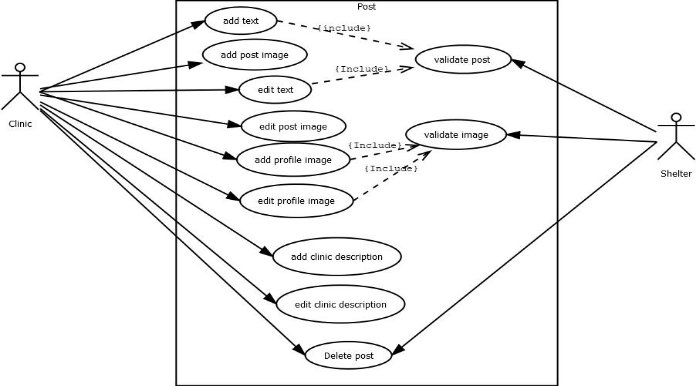 Post
add text
{include}
add post image
validate post
{Include}
edit text
Clinic
edit post image
validate image
{Include}
add profile image
{Include}
Shelter
edit profile image
add clinic description
edit clinic description
Delete post